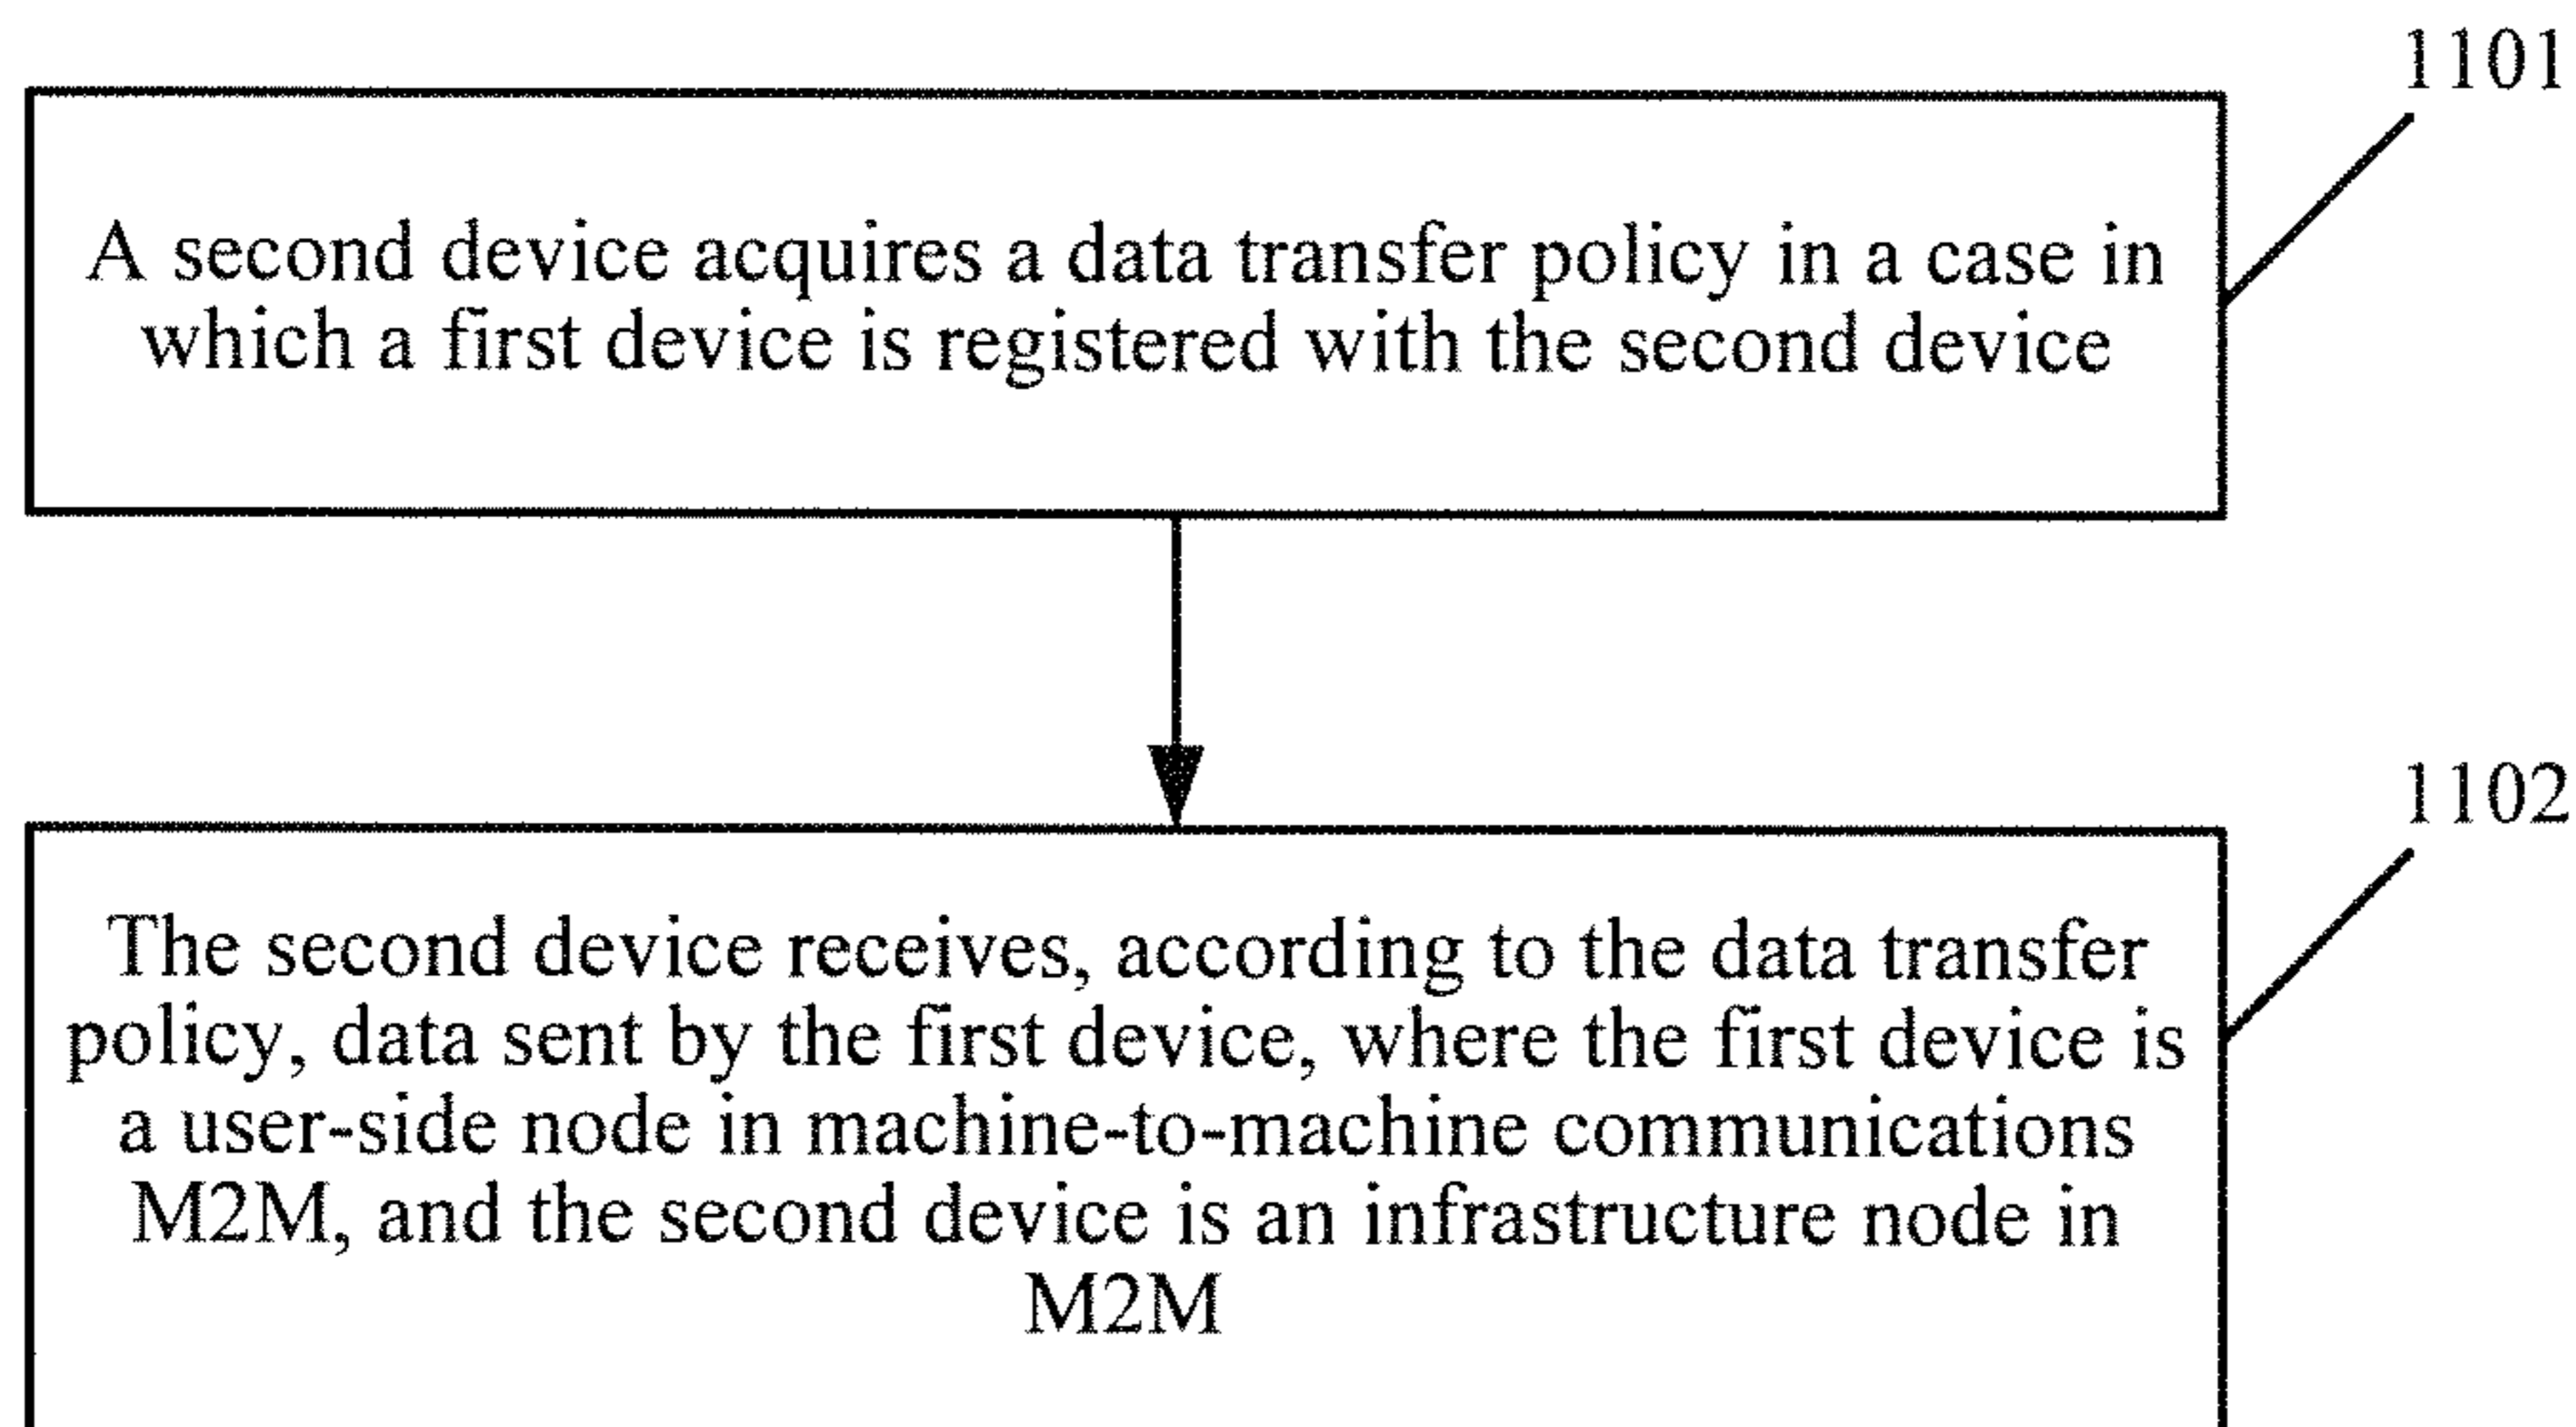 1101
A second device acquires a data transfer policy in a case in
which a first device is registered with the second device
1102
The second device receives, according to the data transfer
policy, data sent by the first device, where the first device is
a user-side node in machine-to-machine communications
M2M, and the second device is an infrastructure node in
M2M